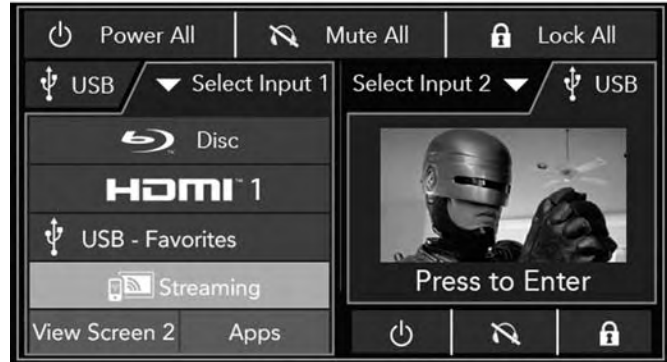 Power All
Mute All
Lock All
USB
Select Input 1
Select Input 2
USB
Disc
HDMI™ 1
USB - Favorites
Streaming
View Screen 2
Apps
Press to Enter